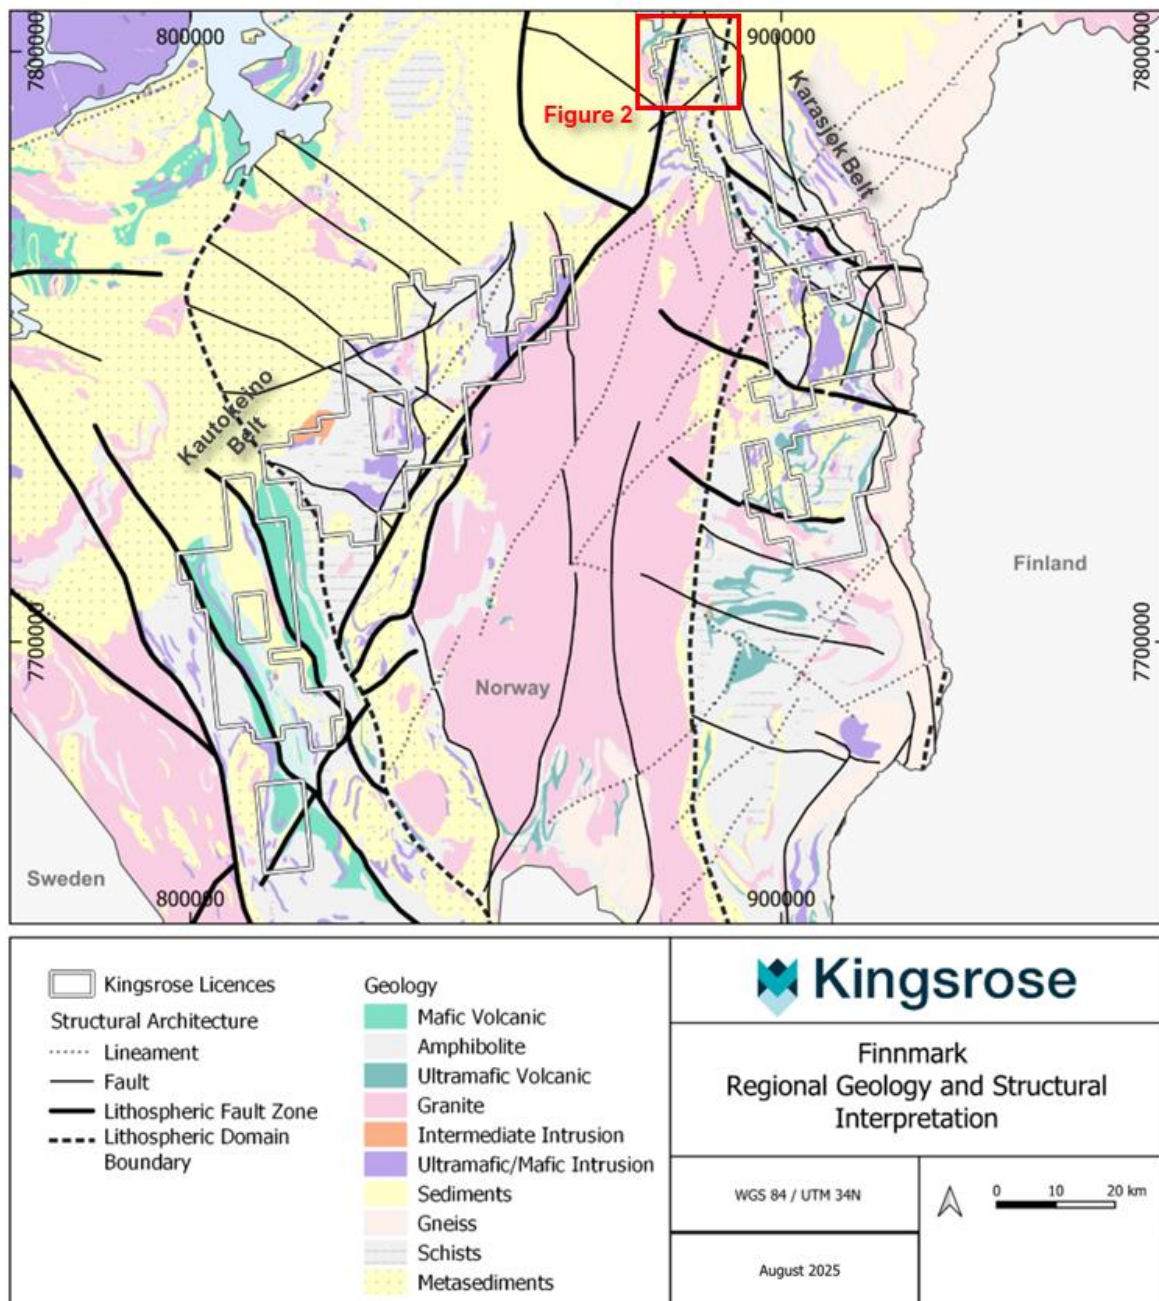 800000
900000
7800000
7800000
Figure 2
Karasjok Belt
Kautokeino
Belt
Finland
7700000
7700000
Norway
Sweden
800000
900000
Kingsrose Licences
Structural Architecture
Lineament
Fault
Lithospheric Fault Zone
Lithospheric Domain
Boundary
Geology
Mafic Volcanic
Amphibolite
Ultramafic Volcanic
Granite
Intermediate Intrusion
Ultramafic/Mafic Intrusion
Sediments
Gneiss
Schists
Metasediments
Kingsrose
Finnmark
Regional Geology and Structural
Interpretation
WGS 84 / UTM 34N
0 10 20 km
August 2025